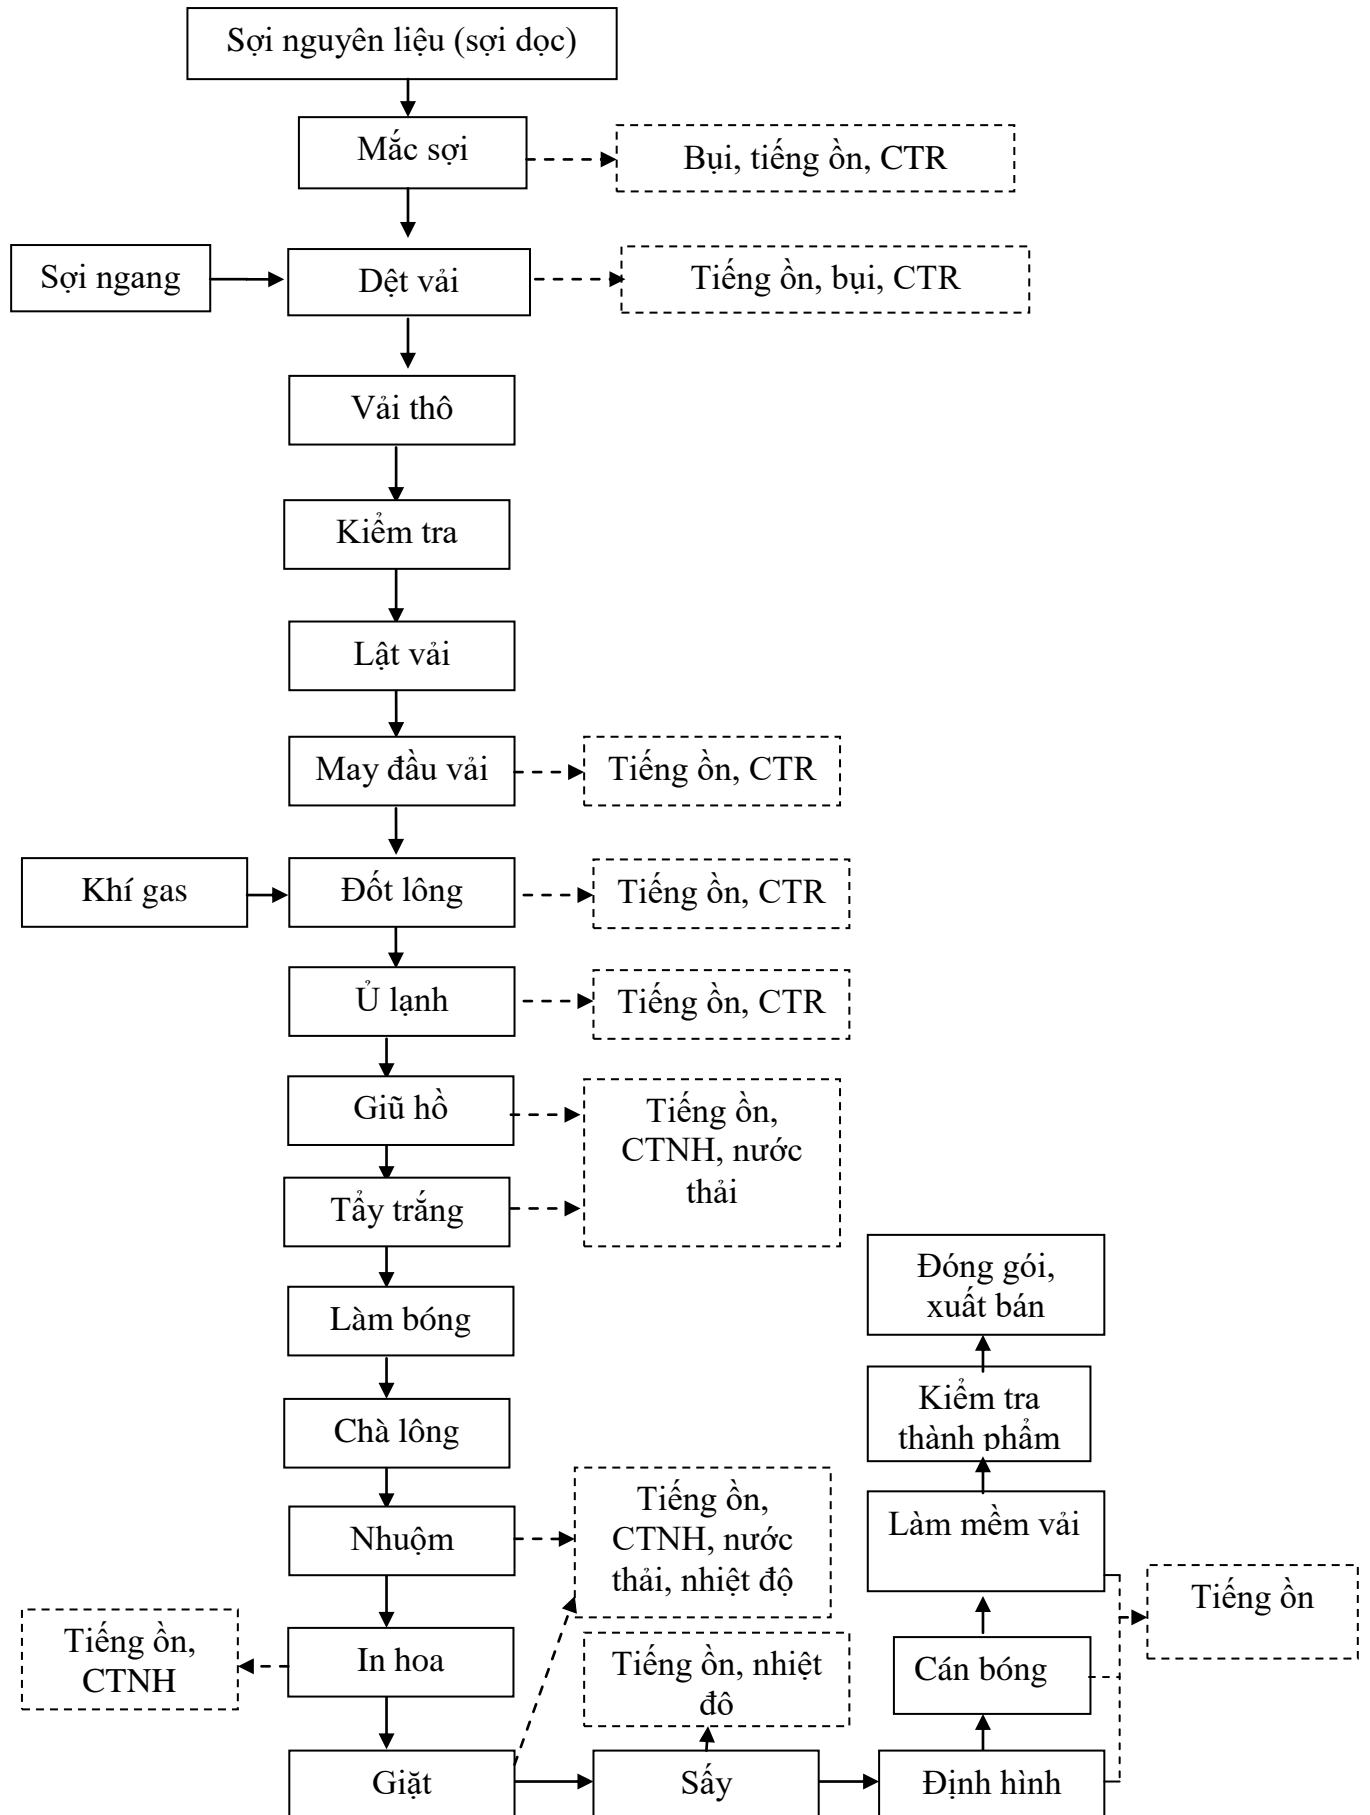 Sợi nguyên liệu (sợi dọc)
Mắc sợi
Bụi, tiếng ồn, CTR
Sợi ngang
Dệt vải
Tiếng ồn, bụi, CTR
Vải thô
Kiểm tra
Lật vải
May đầu vải
Tiếng ồn, CTR
Khí gas
Đốt lông
Tiếng ồn, CTR
Ủ lạnh
Tiếng ồn, CTR
Giũ hồ
Tiếng ồn,
CTNH, nước
thải
Tẩy trắng
Làm bóng
Chà lông
Nhuộm
Tiếng ồn,
CTNH, nước
thải, nhiệt độ
In hoa
Tiếng ồn,
CTNH
Giặt
Tiếng ồn, nhiệt
đô
Sấy
Định hình
Cán bóng
Làm mềm vải
Tiếng ồn
Kiểm tra
thành phẩm
Đóng gói,
xuất bán